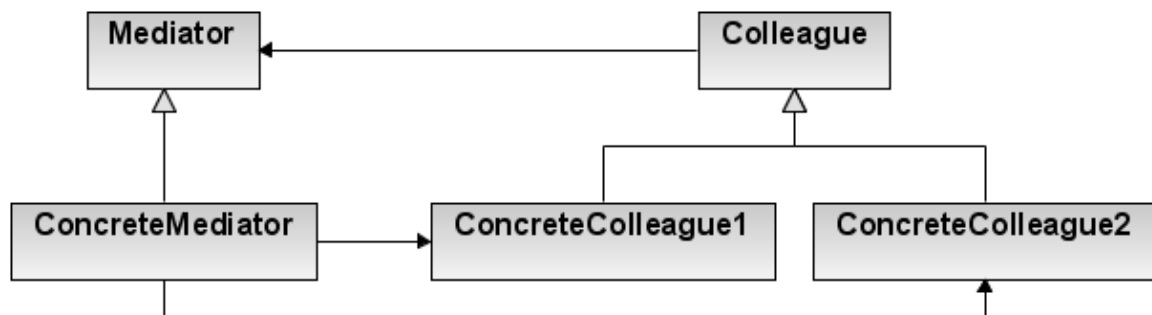 Mediator
Colleague
ConcreteMediator
ConcreteColleague1
ConcreteColleague2